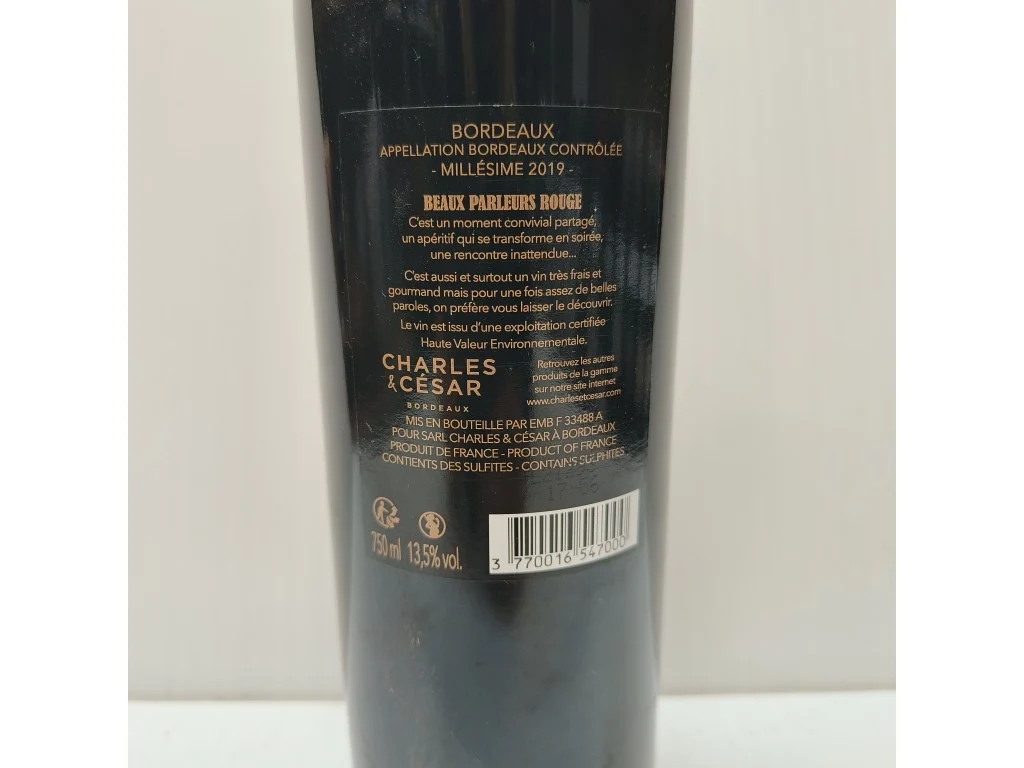 BORDEAUX
APPELLATION BORDEAUX CONTRÔLÉE
- MILLÉSIME 2019 -
BEAUX PARLEURS ROUGE
C'est un moment convivial partagé,
un apéritif qui se transforme en soirée,
une rencontre inattendue...
C'est aussi et surtout un vin très frais et
gourmand mais pour une fois assez de belles
paroles, on préfère vous laisser le découvrir.
Le vin est issu d'une exploitation certifiée
Haute Valeur Environnementale.
CHARLES
& CÉSAR
BORDEAUX
Retrouvez les autres
produits de la gamme
sur notre site internet
www.charlesetcesar.com
MIS EN BOUTEILLE PAR EMB F 33488 A
POUR SARL CHARLES & CÉSAR À BORDEAUX
PRODUIT DE FRANCE - PRODUCT OF FRANCE
CONTIENTS DES SULFITES - CONTAINS SULPHITES
750 ml 13,5% vol.
3 770016 547000